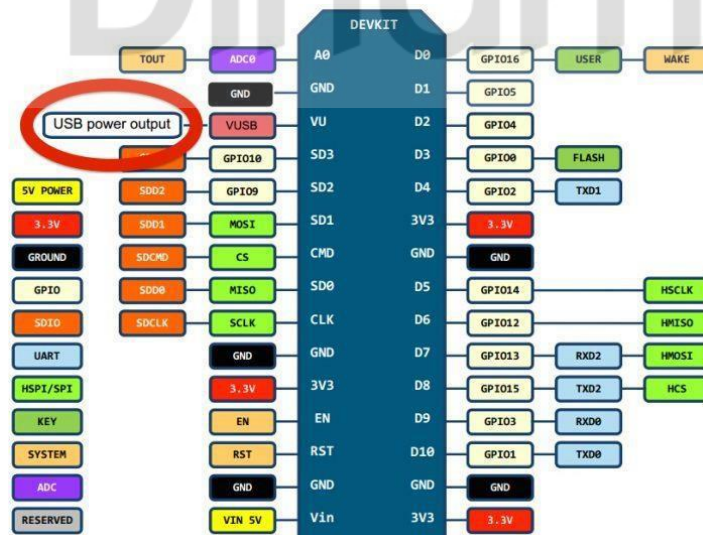 DEVKIT
TOUT ADC0 A0 D0 GPIO16 USER WAKE
GND GND D1 GPIO5
USB power output VUSB VU D2 GPIO4
GPIO10 SD3 D3 GPIO0 FLASH
5V POWER SDD2 GPIO9 SD2 D4 GPIO2 TXD1
3.3V SDD1 MOSI SD1 3V3 3.3V
GROUND SDCMD CS CMD GND GND
GPIO SDD0 MISO SD0 D5 GPIO14 HSCLK
SDIO SDCLK SCLK CLK D6 GPIO12 HMISO
UART GND GND D7 GPIO13 RXD2 HMOSI
HSPI/SPI 3.3V 3V3 D8 GPIO15 TXD2 HCS
KEY EN EN D9 GPIO3 RXD0
SYSTEM RST RST D10 GPIO1 TXD0
ADC GND GND GND GND
RESERVED VIN 5V Vin 3V3 3.3V